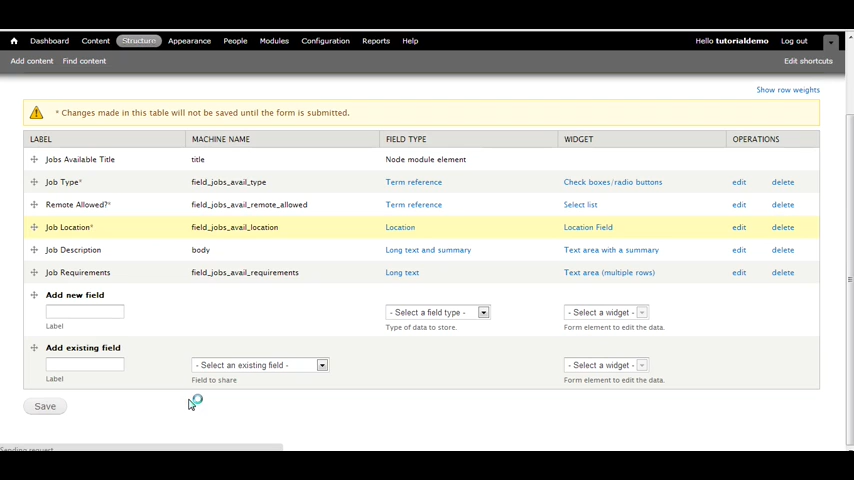 Dashboard Content Structure Appearance People Modules Configuration Reports Help Hello tutorialdemo Log out
Add content Find content Edit shortcuts
Show row weights
* Changes made in this table will not be saved until the form is submitted.
LABEL MACHINE NAME FIELD TYPE WIDGET OPERATIONS
Jobs Available Title title Node module element
Job Type* field_jobs_avail_type Term reference Check boxes/radio buttons edit delete
Remote Allowed?* field_jobs_avail_remote_allowed Term reference Select list edit delete
Job Location* field_jobs_avail_location Location Location Field edit delete
Job Description body Long text and summary Text area with a summary edit delete
Job Requirements field_jobs_avail_requirements Long text Text area (multiple rows) edit delete
Add new field
- Select a field type - - Select a widget -
Label Type of data to store. Form element to edit the data.
Add existing field
- Select an existing field - - Select a widget -
Label Field to share Form element to edit the data.
Save
Sending request